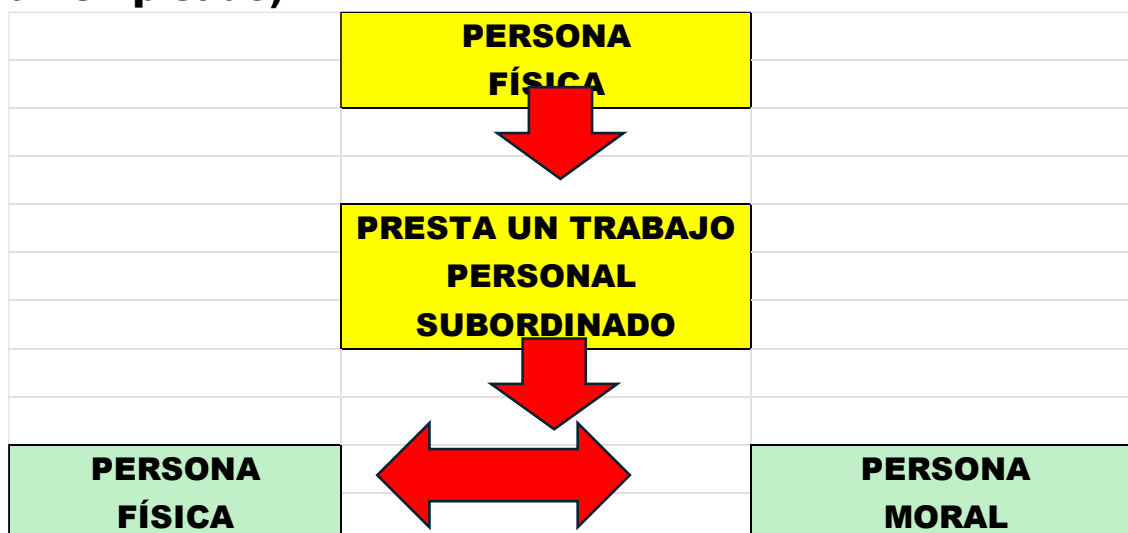 PERSONA
FÍSICA
PRESTA UN TRABAJO
PERSONAL
SUBORDINADO
PERSONA PERSONA
FÍSICA MORAL